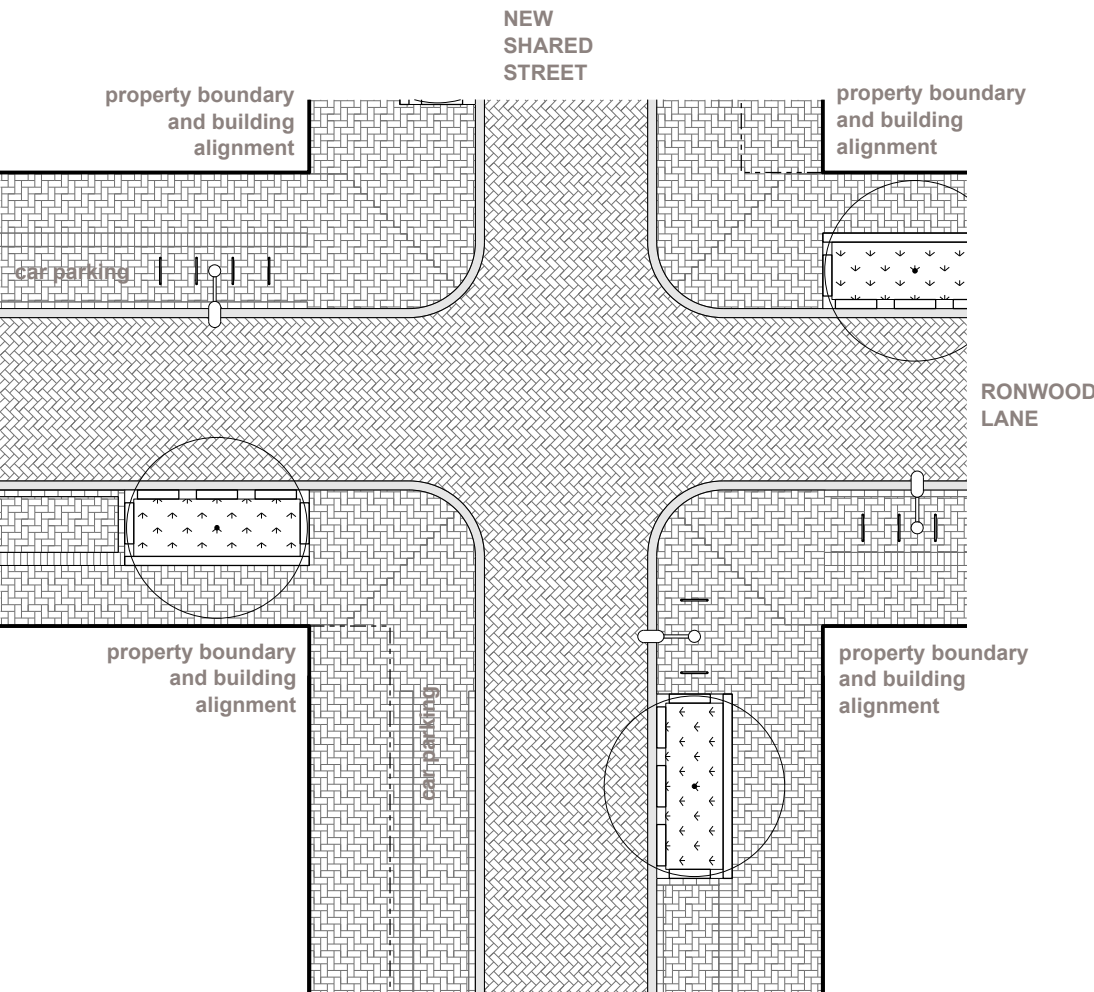 NEW
SHARED
STREET
property boundary
and building
alignment
property boundary
and building
alignment
car parking
RONWOOD
LANE
property boundary
and building
alignment
property boundary
and building
alignment
car parking